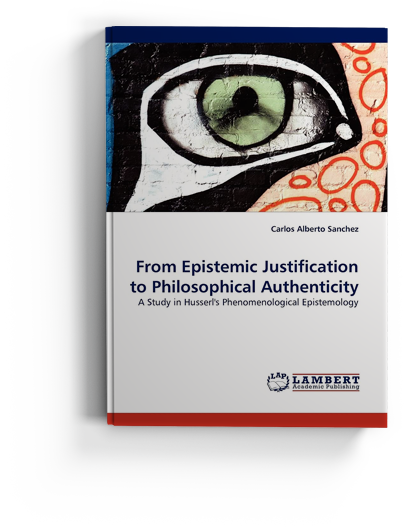 Carlos Alberto Sanchez
From Epistemic Justification
to Philosophical Authenticity
A Study in Husserl's Phenomenological Epistemology
LAP LAMBERT
Academic Publishing